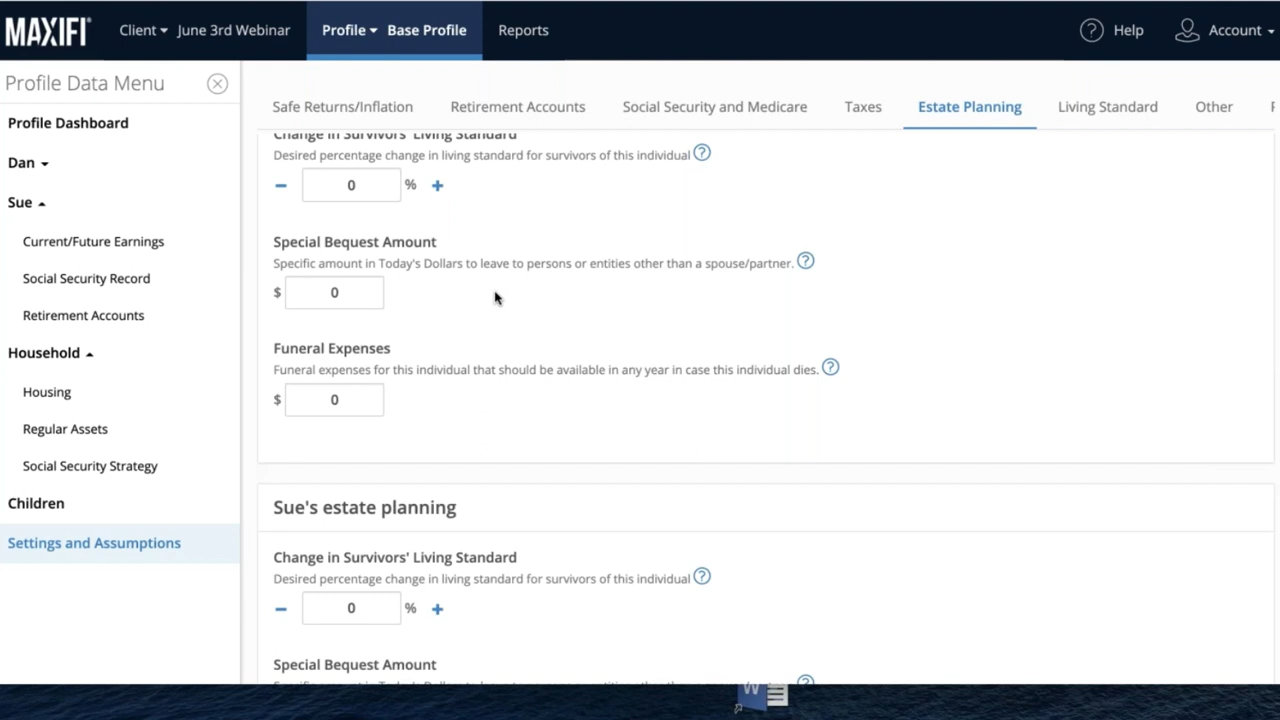 MAXIFI®
Client June 3rd Webinar
Profile Base Profile
Reports
Help
Account
Profile Data Menu
Profile Dashboard
Dan
Sue
Current/Future Earnings
Social Security Record
Retirement Accounts
Household
Housing
Regular Assets
Social Security Strategy
Children
Settings and Assumptions
Safe Returns/Inflation
Retirement Accounts
Social Security and Medicare
Taxes
Estate Planning
Living Standard
Other
Change in Survivors' Living Standard
Desired percentage change in living standard for survivors of this individual ?
− 0 % +
Special Bequest Amount
Specific amount in Today's Dollars to leave to persons or entities other than a spouse/partner. ?
$ 0
Funeral Expenses
Funeral expenses for this individual that should be available in any year in case this individual dies. ?
$ 0
Sue's estate planning
Change in Survivors' Living Standard
Desired percentage change in living standard for survivors of this individual ?
− 0 % +
Special Bequest Amount
W